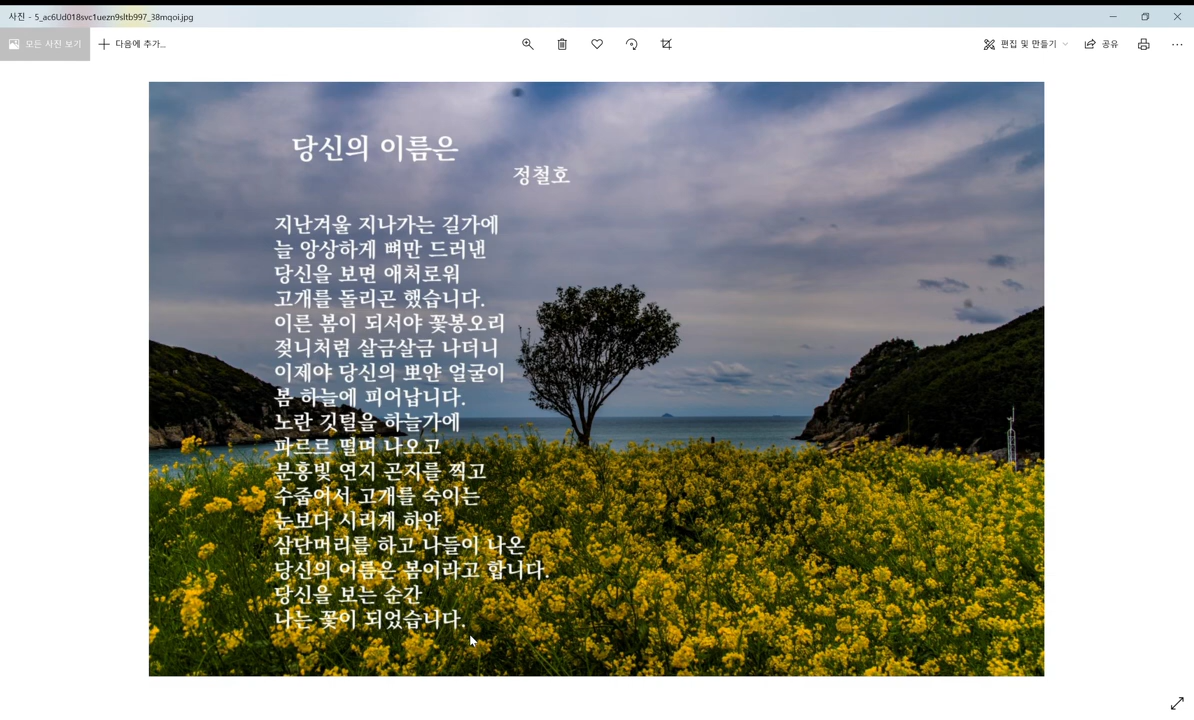 사진 - 5_ac6Ud018svc1uezn9sltb997_38mqoi.jpg
모든 사진 보기
다음에 추가...
편집 및 만들기
공유
당신의 이름은
정철호
지난겨울 지나가는 길가에
늘 앙상하게 뼈만 드러낸
당신을 보면 애처로워
고개를 돌리곤 했습니다.
이른 봄이 되서야 꽃봉오리
젖니처럼 살금살금 나더니
이제야 당신의 뽀얀 얼굴이
봄 하늘에 피어납니다.
노란 깃털을 하늘가에
파르르 떨며 나오고
분홍빛 연지 곤지를 찍고
수줍어서 고개를 숙이는
눈보다 시리게 하얀
삼단머리를 하고 나들이 나온
당신의 이름은 봄이라고 합니다.
당신을 보는 순간
나는 꽃이 되었습니다.